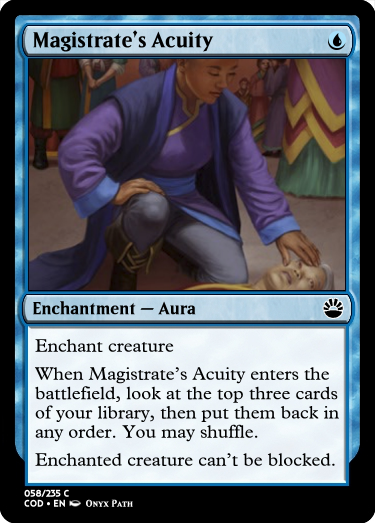 Magistrate's Acuity
Enchantment — Aura
Enchant creature
When Magistrate's Acuity enters the
battlefield, look at the top three cards
of your library, then put them back in
any order. You may shuffle.
Enchanted creature can't be blocked.
058/235 C
COD • EN Onyx Path